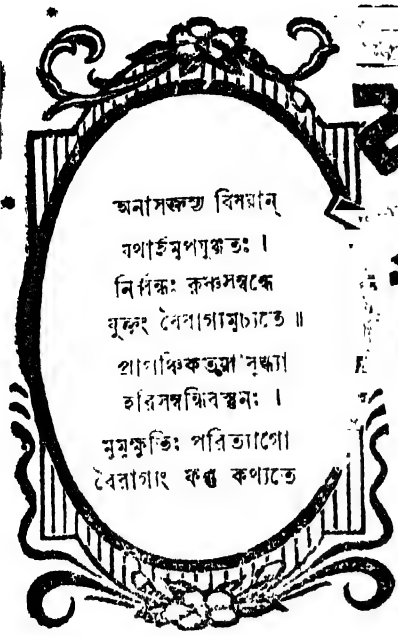 অনাসক্তস্য বিষয়ান্
যথার্হমুপযুঞ্জতঃ ।
নির্ব্বন্ধঃ কৃষ্ণসম্বন্ধে
যুক্তং বৈরাগ্যমুচ্যতে ॥
প্রাপঞ্চিকতয়া বুদ্ধ্যা
হরিসম্বন্ধিবস্তুনঃ ।
মুমুক্ষুভিঃ পরিত্যাগো
বৈরাগ্যং ফল্গু কথ্যতে